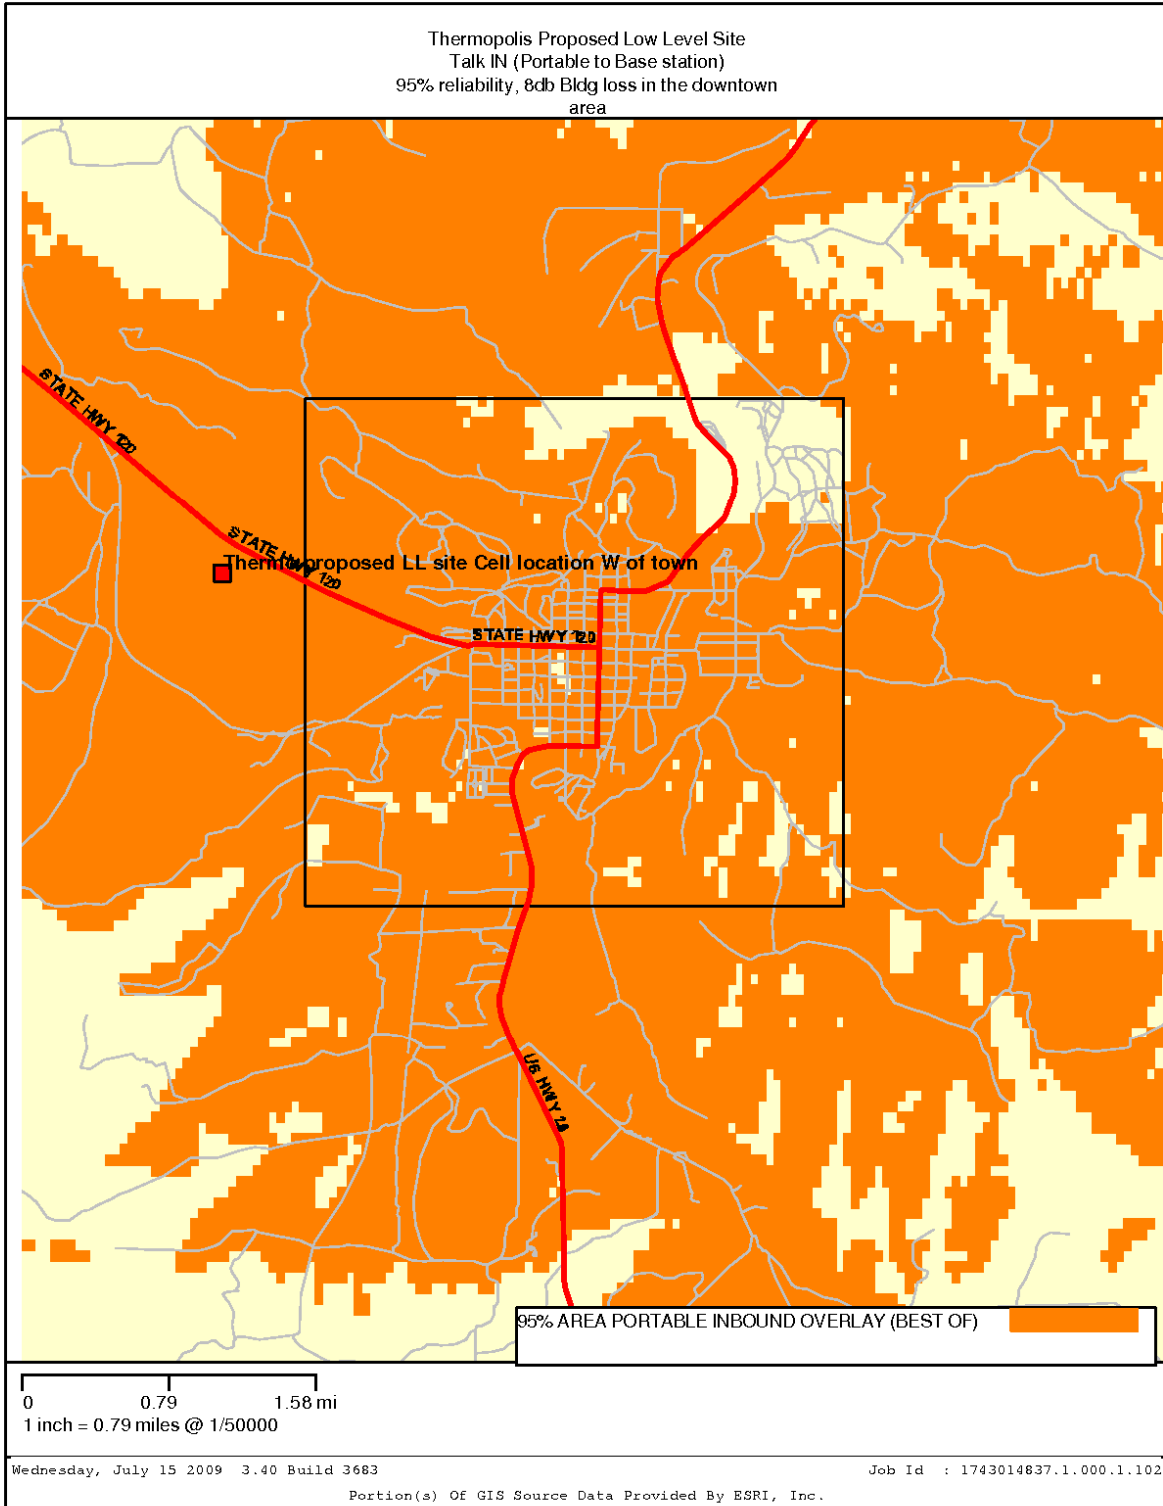 Thermopolis Proposed Low Level Site
Talk IN (Portable to Base station)
95% reliability, 8db Bldg loss in the downtown
area
STATE HWY 120
STATE HWY 120
proposed LL site Cell location W of town
STATE HWY 120
US HWY
95% AREA PORTABLE INBOUND OVERLAY (BEST OF)
0 0.79 1.58 mi
1 inch = 0.79 miles @ 1/50000
Wednesday, July 15 2009 3.40 Build 3683
Job Id : 1743014837.1.000.1.102
Portion(s) Of GIS Source Data Provided By ESRI, Inc.